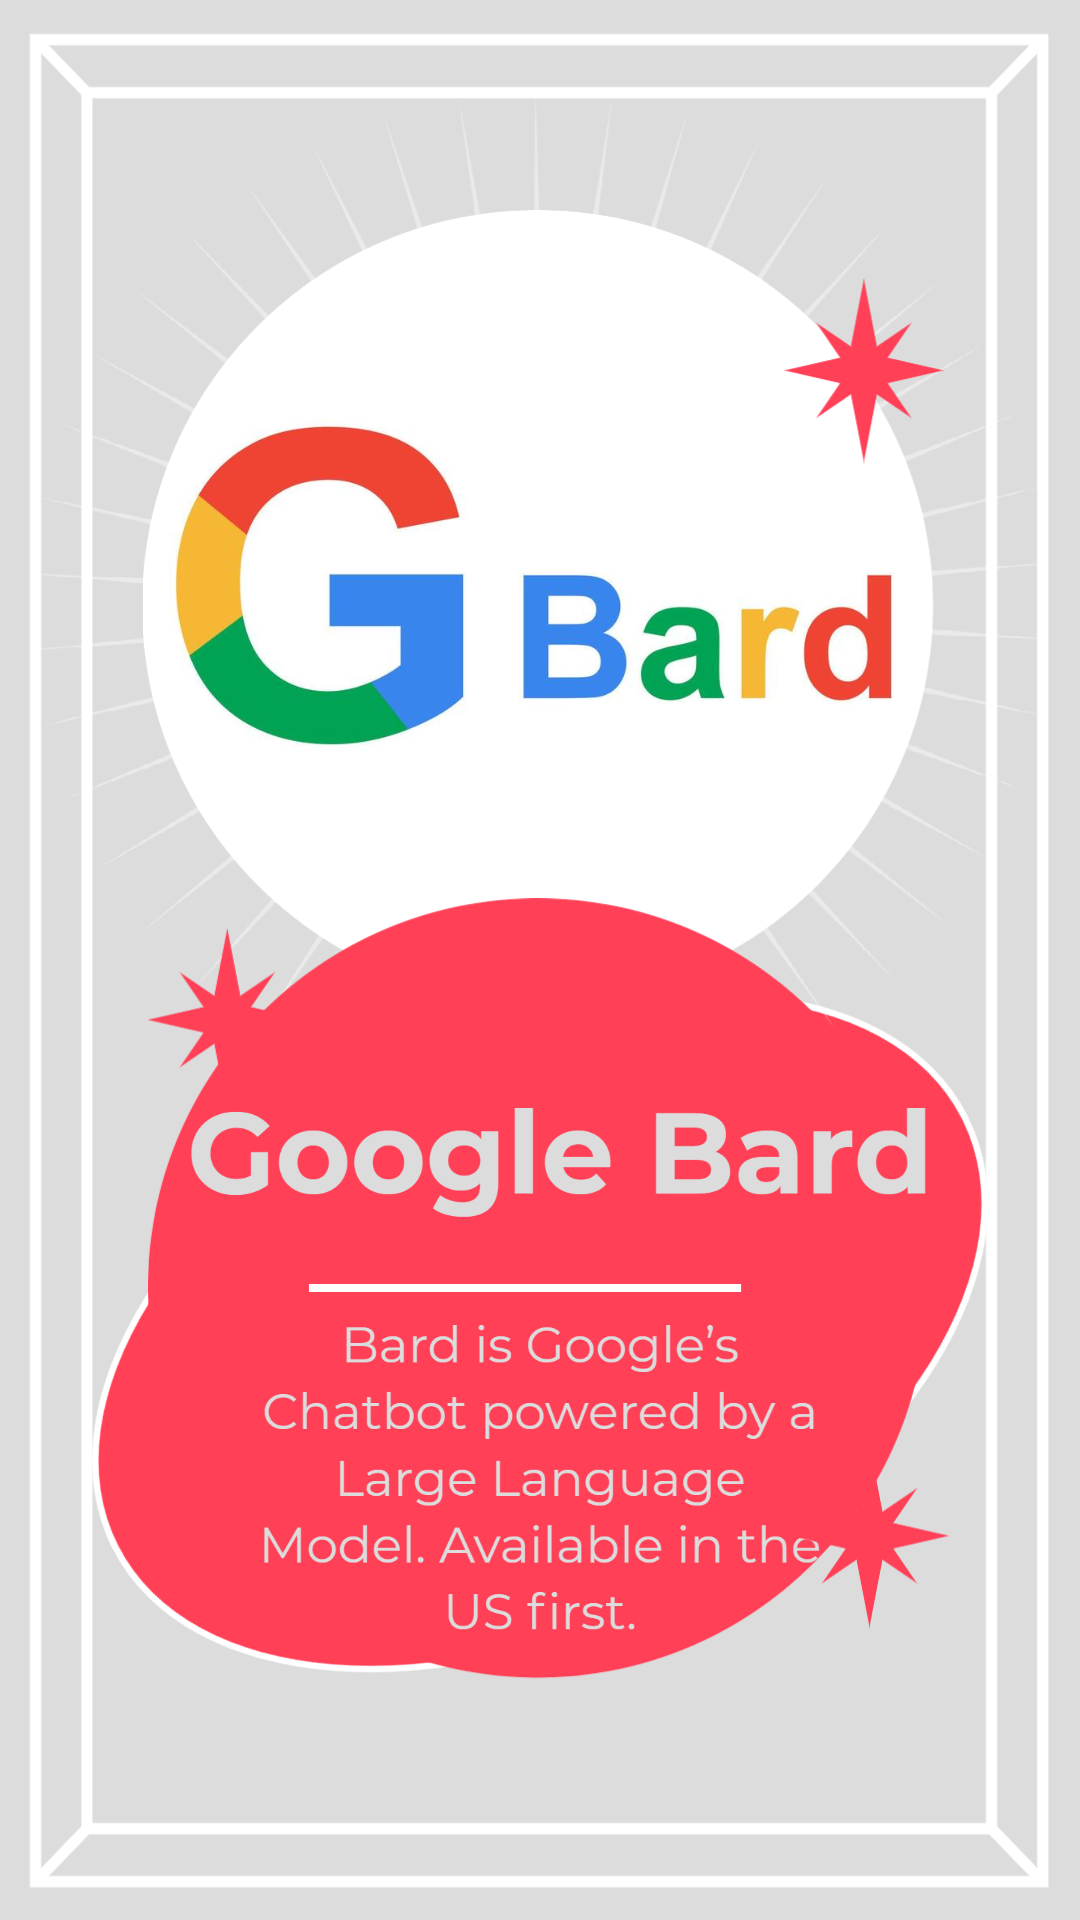 G Bard
Google Bard
Bard is Google’s
Chatbot powered by a
Large Language
Model. Available in the
US first.